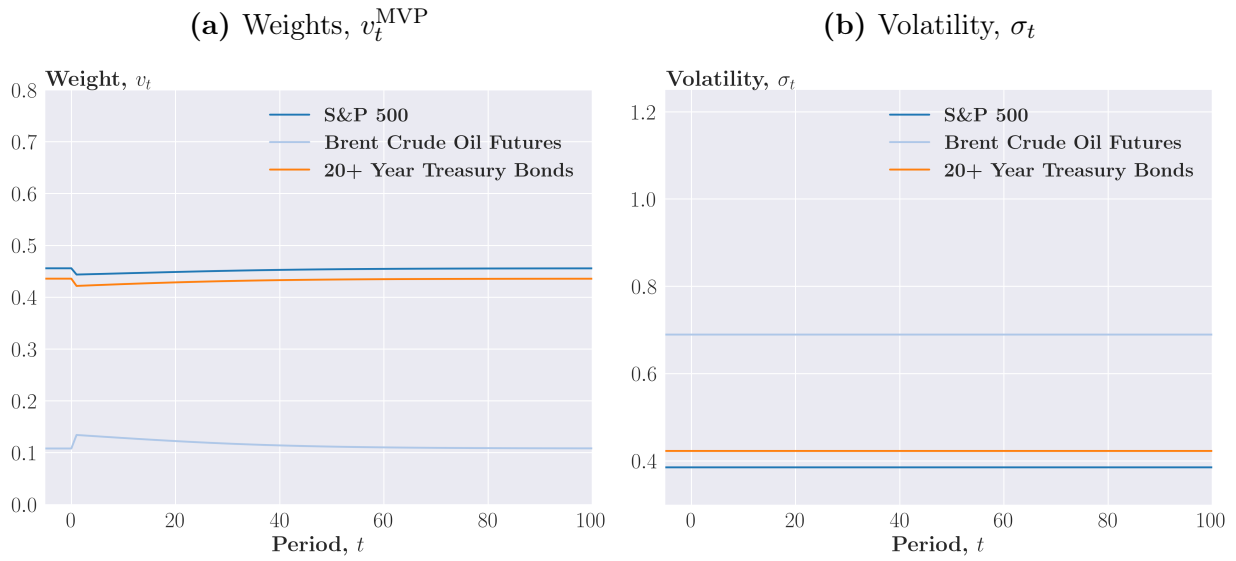 (a) Weights, v_t^MVP
Weight, v_t
0.8
0.7
0.6
0.5
0.4
0.3
0.2
0.1
0.0
S&P 500
Brent Crude Oil Futures
20+ Year Treasury Bonds
0 20 40 60 80 100
Period, t
(b) Volatility, σ_t
Volatility, σ_t
1.2
1.0
0.8
0.6
0.4
S&P 500
Brent Crude Oil Futures
20+ Year Treasury Bonds
0 20 40 60 80 100
Period, t